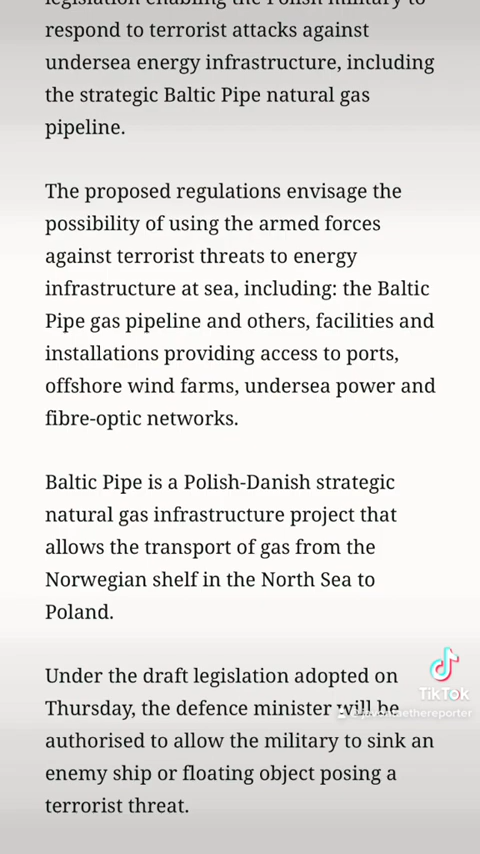 legislation enabling the Polish military to
respond to terrorist attacks against
undersea energy infrastructure, including
the strategic Baltic Pipe natural gas
pipeline.
The proposed regulations envisage the
possibility of using the armed forces
against terrorist threats to energy
infrastructure at sea, including: the Baltic
Pipe gas pipeline and others, facilities and
installations providing access to ports,
offshore wind farms, undersea power and
fibre-optic networks.
Baltic Pipe is a Polish-Danish strategic
natural gas infrastructure project that
allows the transport of gas from the
Norwegian shelf in the North Sea to
Poland.
Under the draft legislation adopted on
Thursday, the defence minister will be
authorised to allow the military to sink an
enemy ship or floating object posing a
terrorist threat.
TikTok